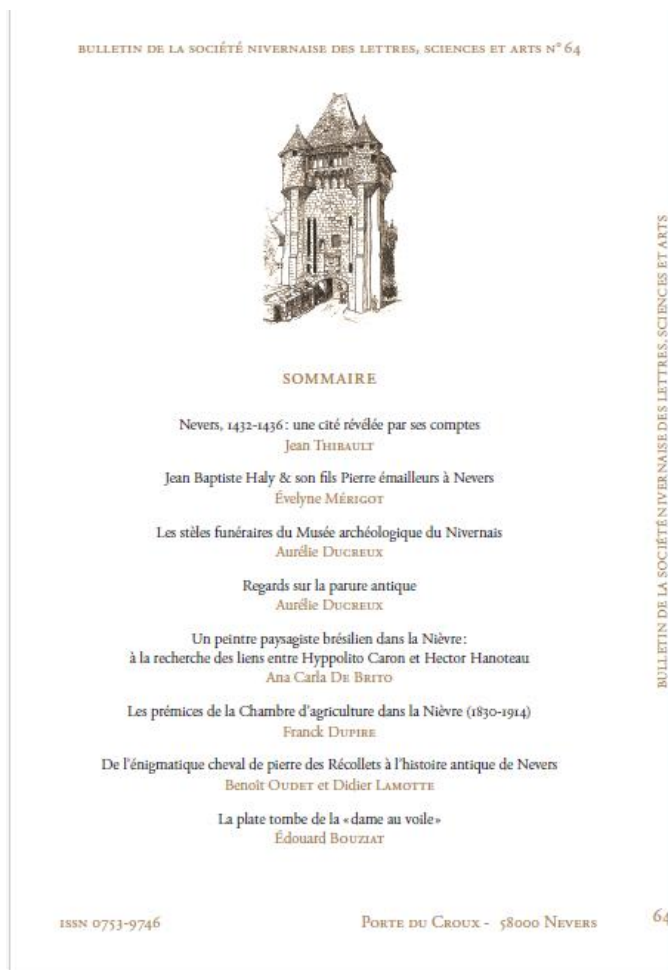 BULLETIN DE LA SOCIÉTÉ NIVERNAISE DES LETTRES, SCIENCES ET ARTS N° 64
SOMMAIRE
Nevers, 1432-1436 : une cité révélée par ses comptes
Jean THIBAULT
Jean Baptiste Haly & son fils Pierre émailleurs à Nevers
Évelyne MÉRIGOT
Les stèles funéraires du Musée archéologique du Nivernais
Aurélie DUCREUX
Regards sur la parure antique
Aurélie DUCREUX
Un peintre paysagiste brésilien dans la Nièvre :
à la recherche des liens entre Hyppolito Caron et Hector Hanoteau
Ana Carla DE BRITO
Les prémices de la Chambre d'agriculture dans la Nièvre (1830-1914)
Franck DUPIRE
De l'énigmatique cheval de pierre des Récollets à l'histoire antique de Nevers
Benoît OUDET et Didier LAMOTTE
La plate tombe de la « dame au voile »
Édouard BOUZIAT
ISSN 0753-9746
PORTE DU CROUX - 58000 NEVERS
BULLETIN DE LA SOCIÉTÉ NIVERNAISE DES LETTRES, SCIENCES ET ARTS
64